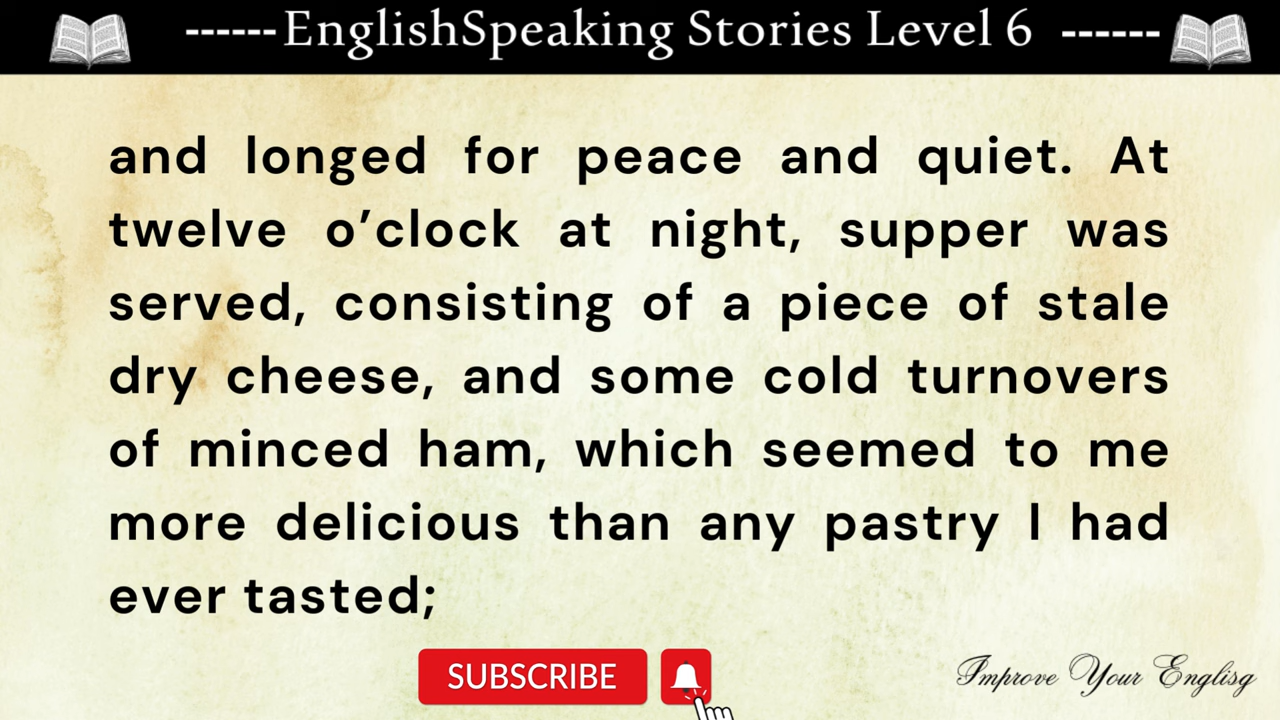 ------EnglishSpeaking Stories Level 6 ------
and longed for peace and quiet. At
twelve o’clock at night, supper was
served, consisting of a piece of stale
dry cheese, and some cold turnovers
of minced ham, which seemed to me
more delicious than any pastry I had
ever tasted;
SUBSCRIBE
Improve Your Englisg